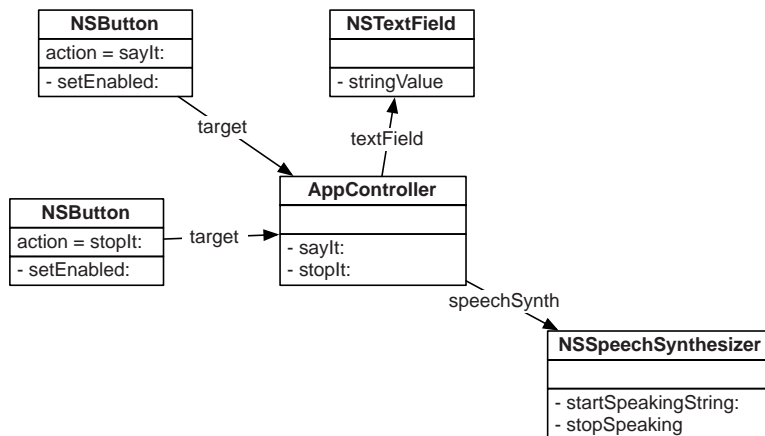 NSButton
action = sayIt:
- setEnabled:
NSTextField
- stringValue
target
textField
AppController
- sayIt:
- stopIt:
NSButton
action = stopIt:
- setEnabled:
target
speechSynth
NSSpeechSynthesizer
- startSpeakingString:
- stopSpeaking